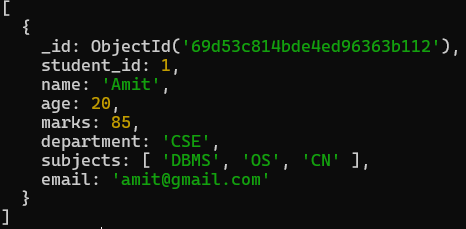 [
  {
    _id: ObjectId('69d53c814bde4ed96363b112'),
    student_id: 1,
    name: 'Amit',
    age: 20,
    marks: 85,
    department: 'CSE',
    subjects: [ 'DBMS', 'OS', 'CN' ],
    email: 'amit@gmail.com'
  }
]